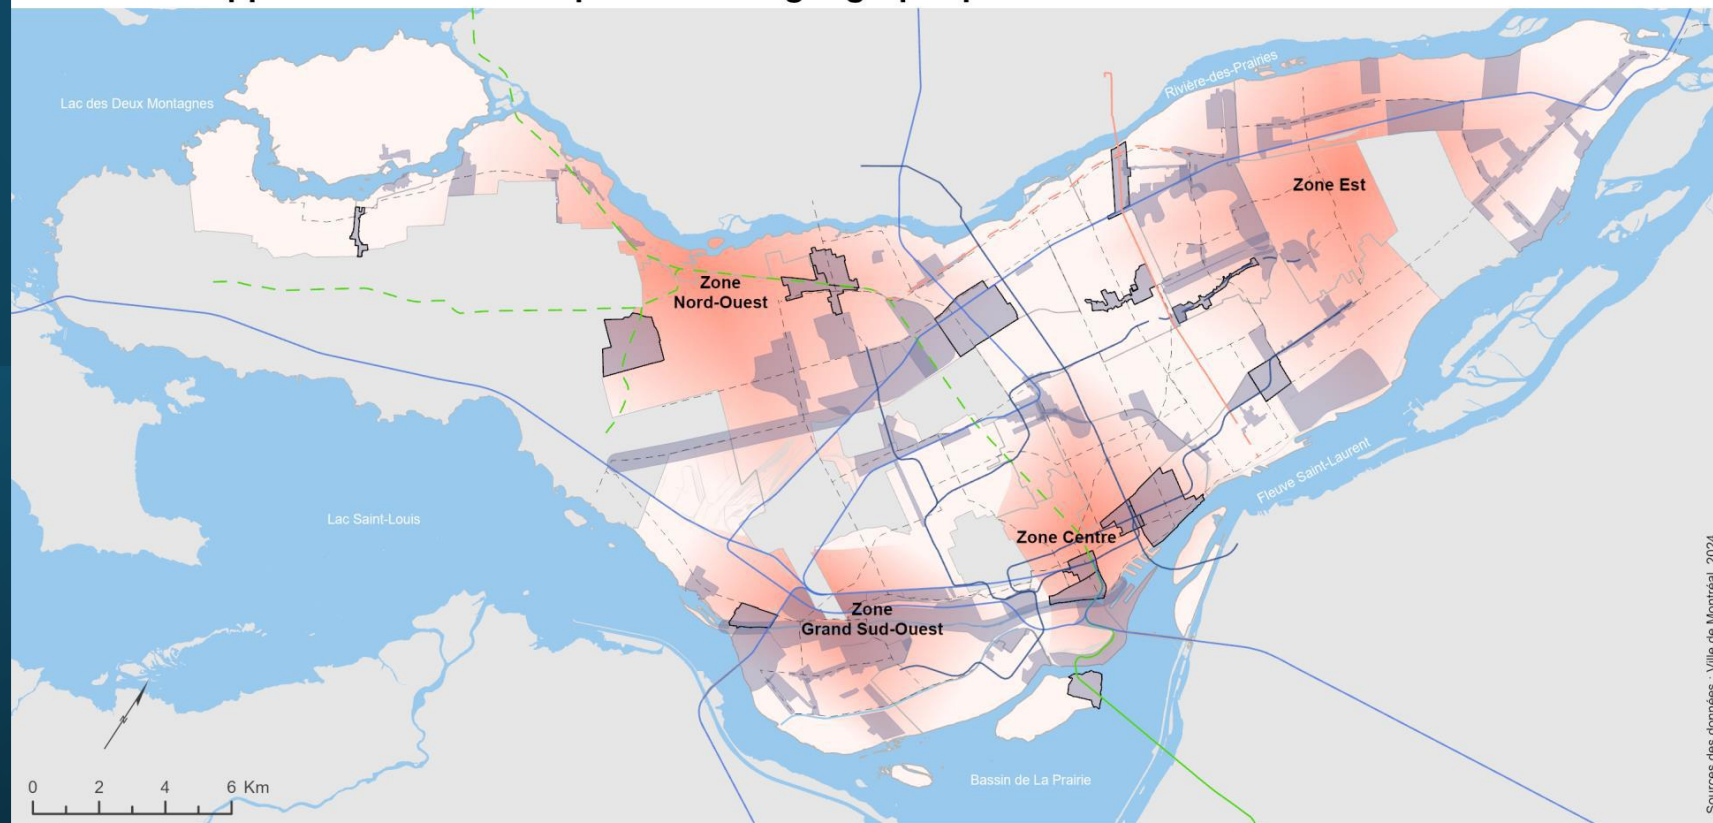 Rivière-des-Prairies
Lac des Deux Montagnes
Zone Est
Zone
Nord-Ouest
Fleuve Saint-Laurent
Lac Saint-Louis
Zone Centre
Zone
Grand Sud-Ouest
Bassin de La Prairie
0 2 4 6 Km
Sources des données : Ville de Montréal, 2024